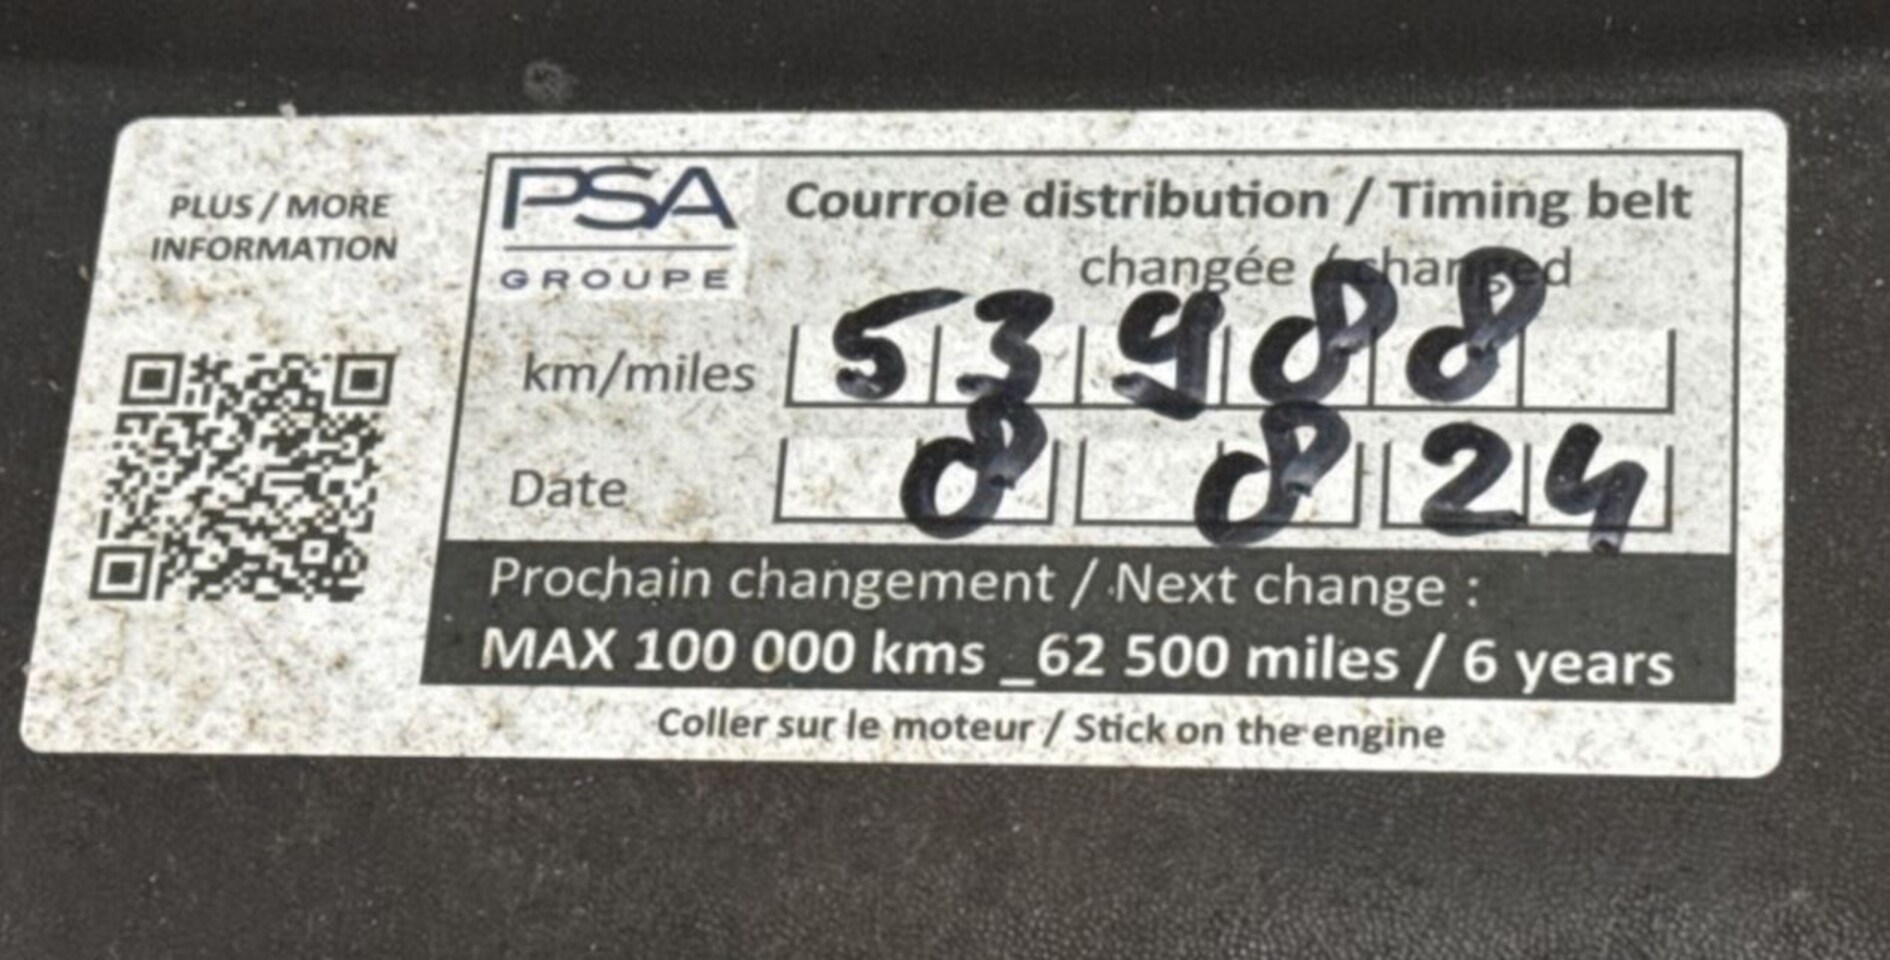 PLUS / MORE
INFORMATION
PSA
GROUPE
Courroie distribution / Timing belt
changée / changed
km/miles 53988
Date 8 8 24
Prochain changement / Next change :
MAX 100 000 kms _62 500 miles / 6 years
Coller sur le moteur / Stick on the engine